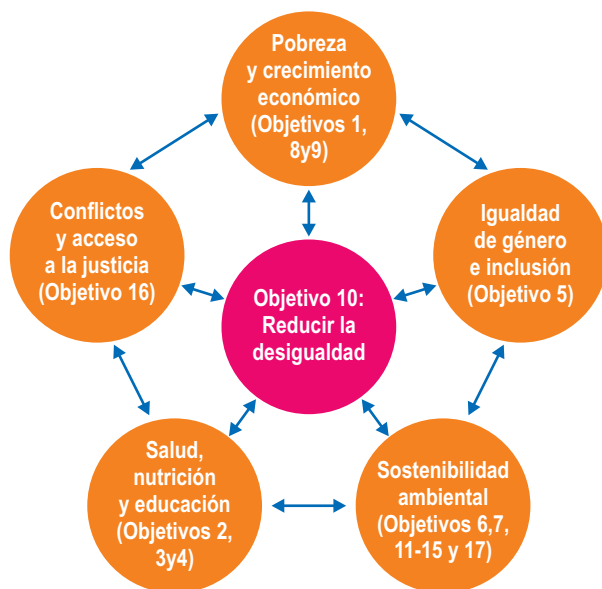 Pobreza
y crecimiento
económico
(Objetivos 1,
8y9)
Conflictos
y acceso
a la justicia
(Objetivo 16)
Igualdad
de género
e inclusión
(Objetivo 5)
Objetivo 10:
Reducir la
desigualdad
Salud,
nutrición
y educación
(Objetivos 2,
3y4)
Sostenibilidad
ambiental
(Objetivos 6,7,
11-15 y 17)